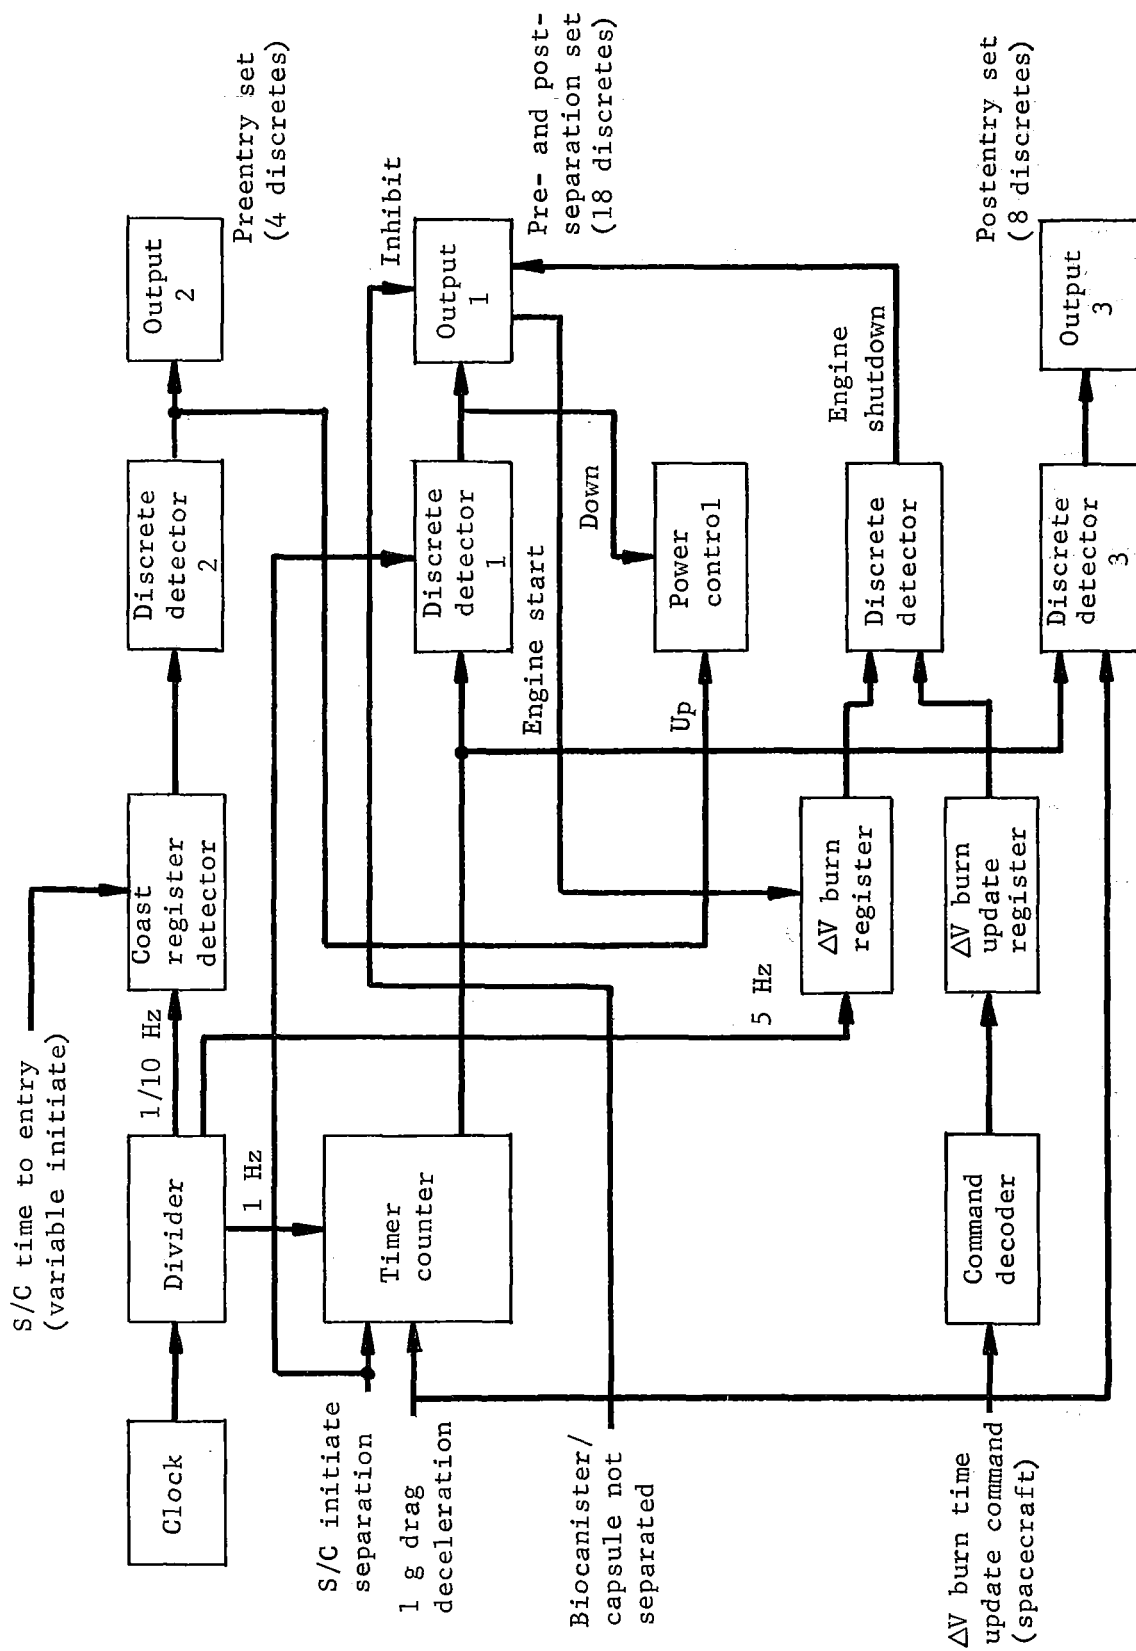 S/C time to entry
(variable initiate)
Clock
Divider
1/10 Hz
Coast
register
detector
Discrete
detector
2
Output
2
Preentry set
(4 discretes)
1 Hz
S/C initiate
separation
1 g drag
deceleration
Timer
counter
Discrete
detector
1
Inhibit
Output
1
Pre- and post-
separation set
(18 discretes)
Engine start
Down
Biocanister/
capsule not
separated
Up
Power
control
5 Hz
ΔV burn
register
Discrete
detector
Engine
shutdown
ΔV burn time
update command
(spacecraft)
Command
decoder
ΔV burn
update
register
Discrete
detector
3
Output
3
Postentry set
(8 discretes)